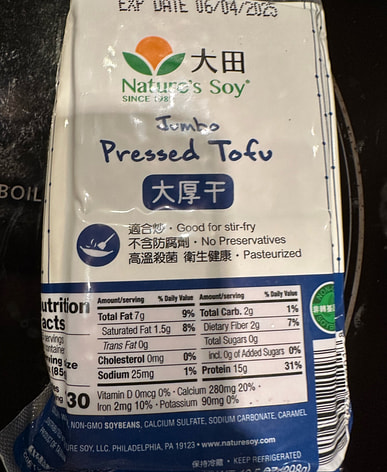 EXP DATE 06/04/2025
大田
Nature's Soy®
SINCE 198
Jumbo
Pressed Tofu
大厚干
BOIL
適合炒 · Good for stir-fry
不含防腐劑 · No Preservatives
高溫殺菌 衛生健康 · Pasteurized
Amount/serving % Daily Value
Total Fat 7g 9%
Saturated Fat 1.5g 8%
Trans Fat 0g
Cholesterol 0mg 0%
Sodium 25mg 1%
Amount/serving % Daily Value
Total Carb. 2g 1%
Dietary Fiber 2g 7%
Total Sugars 0g
incl. 0g of Added Sugars 0%
Protein 15g 31%
utrition
acts
servings
ize
(85g
30
Vitamin D 0mcg 0% · Calcium 280mg 20% ·
Iron 2mg 10% · Potassium 90mg 0%
NON-GMO SOYBEANS, CALCIUM SULFATE, SODIUM CARBONATE, CARAMEL
URE SOY, LLC. PHILADELPHIA, PA 19123 · www.naturesoy.com
保持冷藏 · KEEP REFRIGERATED